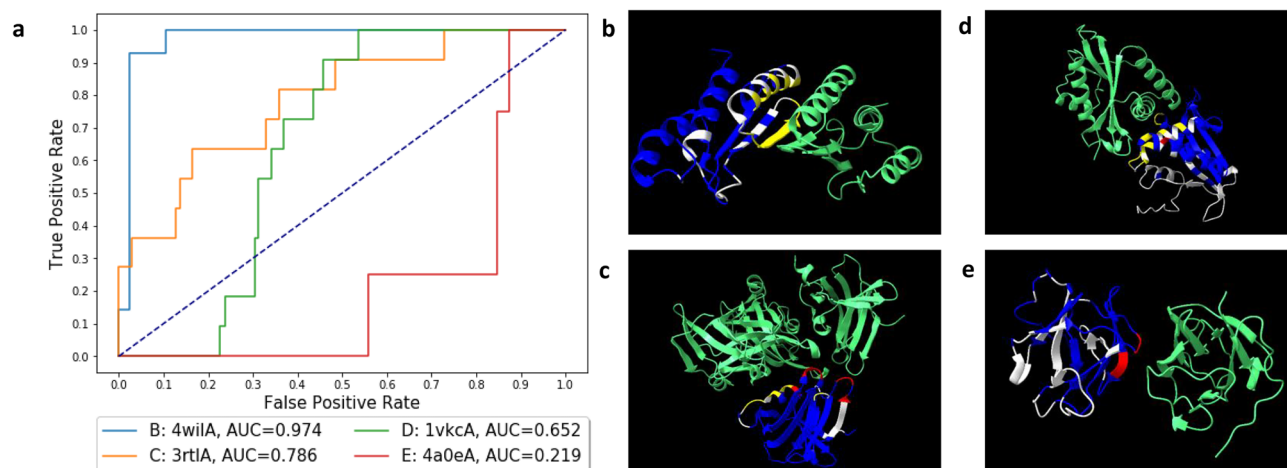 a
1.0
0.9
0.8
0.7
0.6
0.5
0.4
0.3
0.2
0.1
0.0
True Positive Rate
0.0 0.1 0.2 0.3 0.4 0.5 0.6 0.7 0.8 0.9 1.0
False Positive Rate
B: 4wilA, AUC=0.974
C: 3rtlA, AUC=0.786
D: 1vkcA, AUC=0.652
E: 4a0eA, AUC=0.219
b
c
d
e